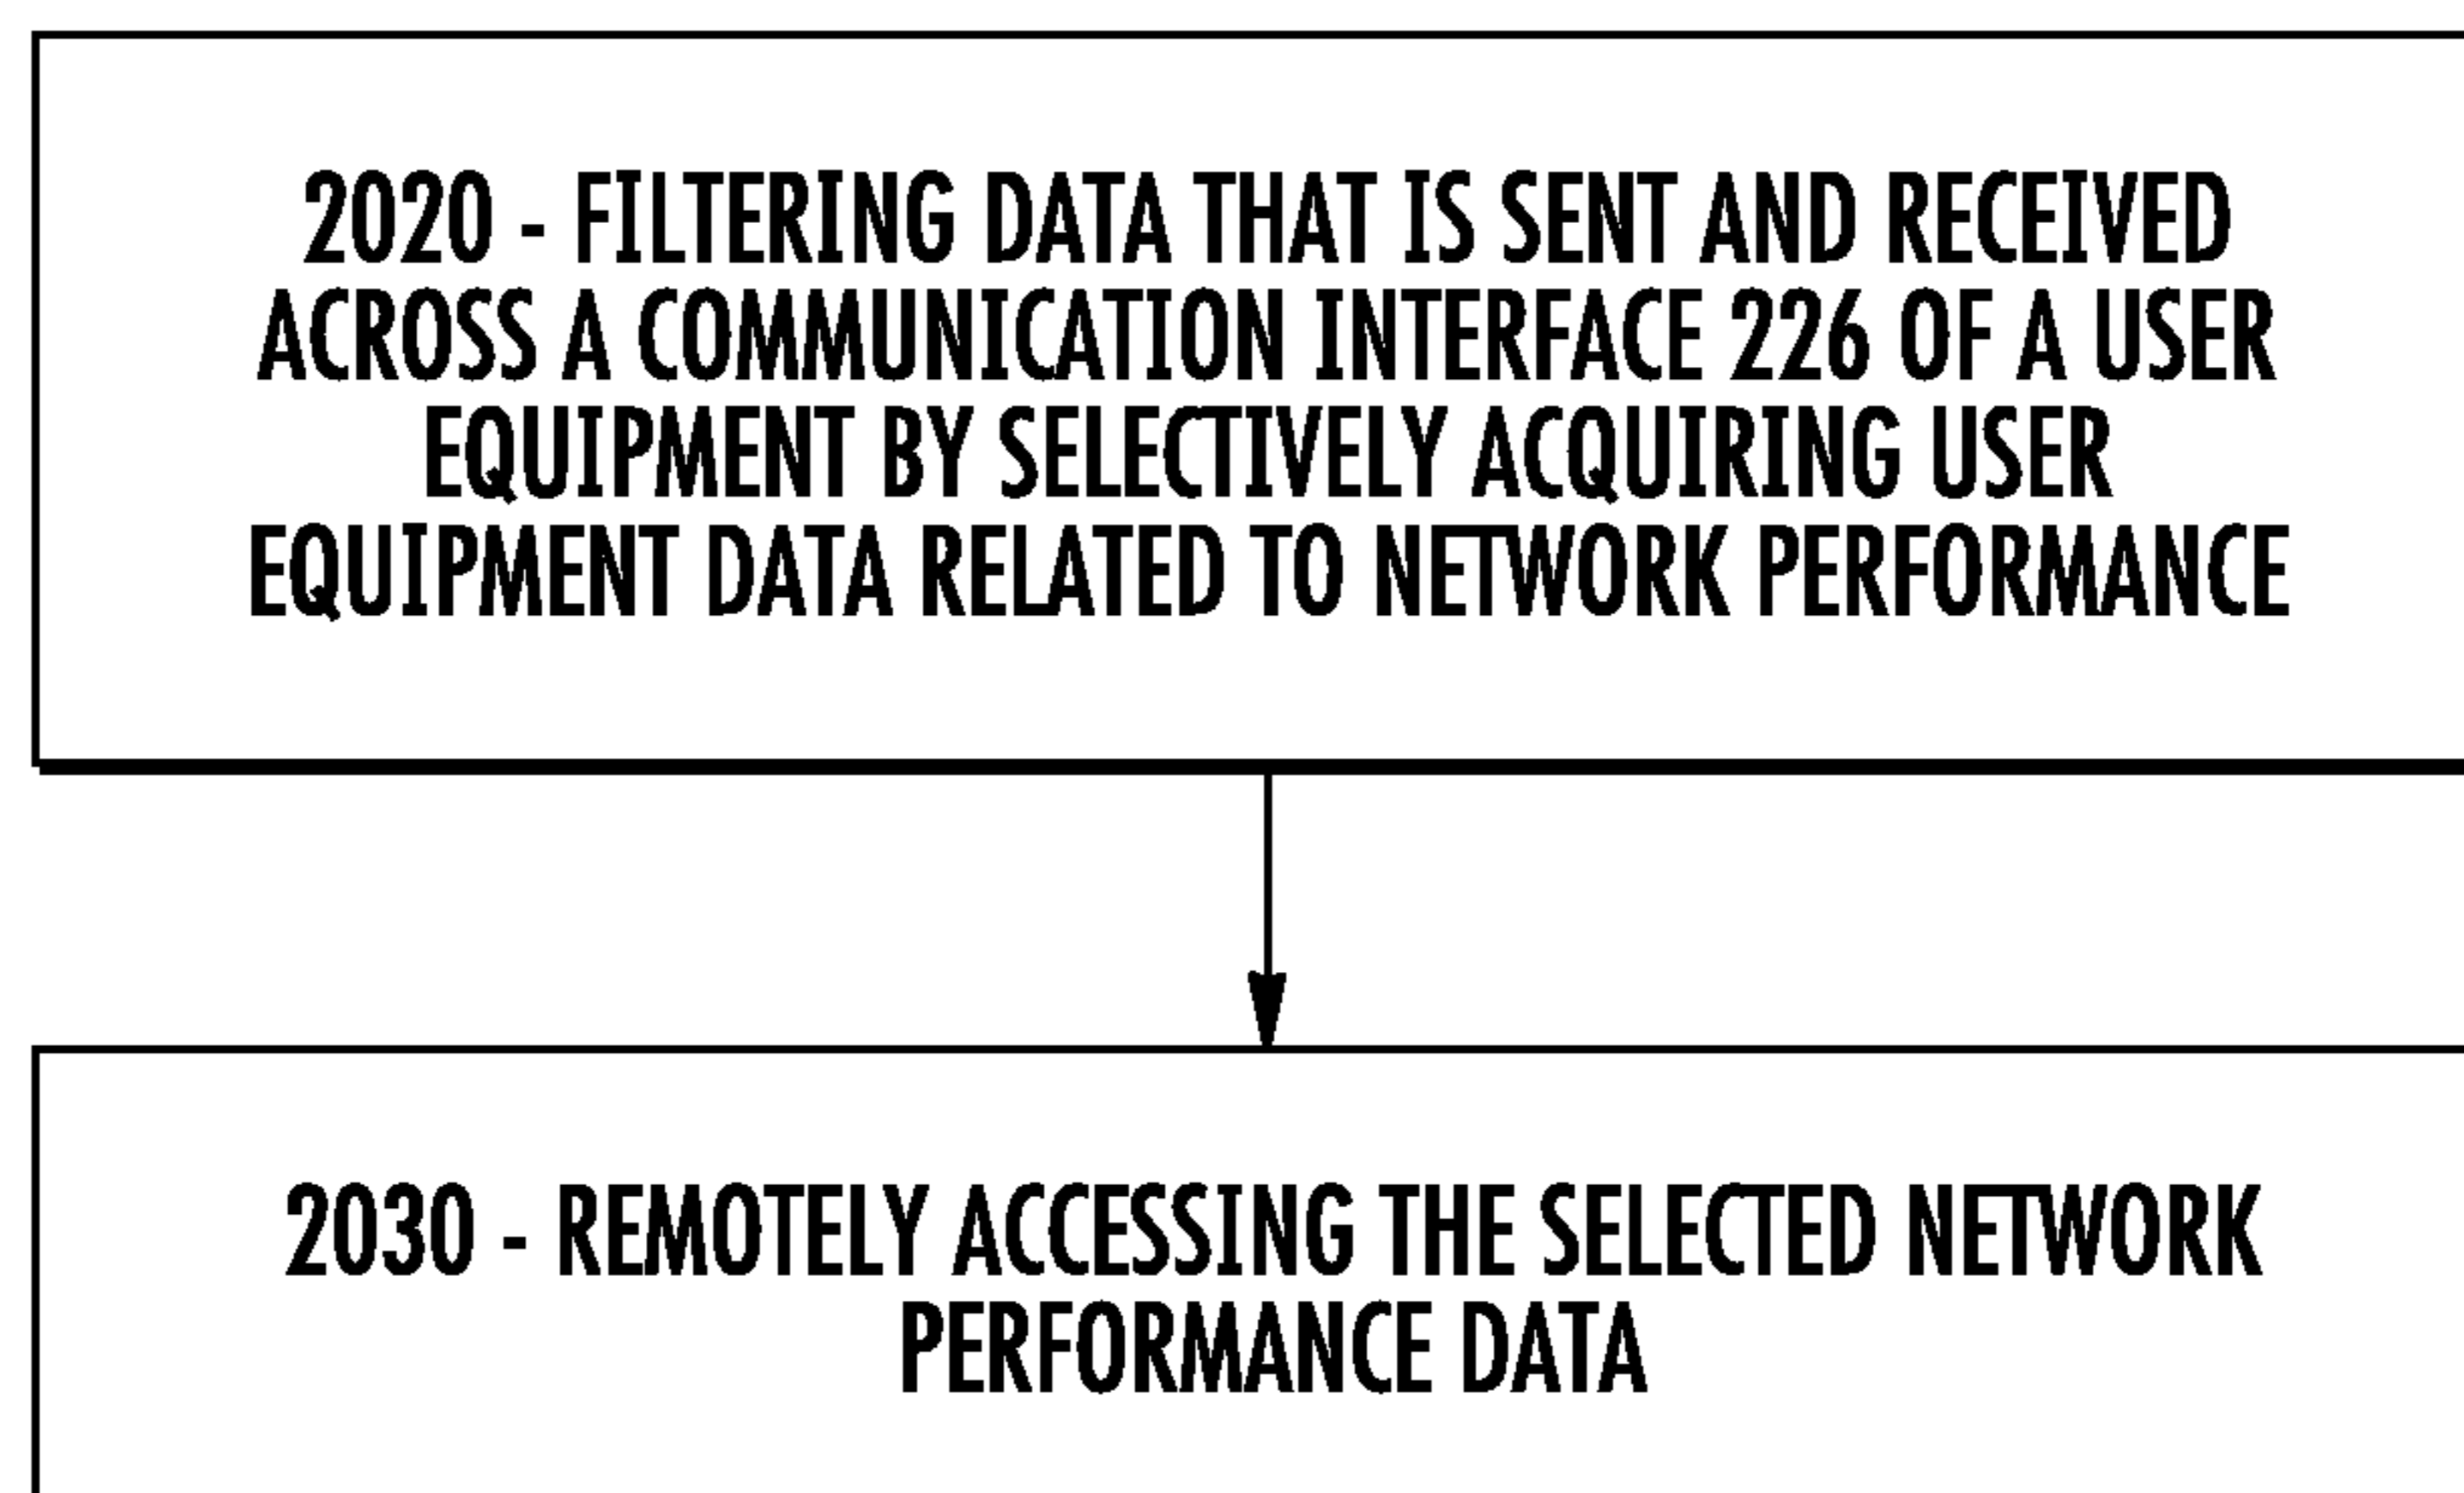 2020 - FILTERING DATA THAT IS SENT AND RECEIVED
ACROSS A COMMUNICATION INTERFACE 226 OF A USER
EQUIPMENT BY SELECTIVELY ACQUIRING USER
EQUIPMENT DATA RELATED TO NETWORK PERFORMANCE
2030 - REMOTELY ACCESSING THE SELECTED NETWORK
PERFORMANCE DATA